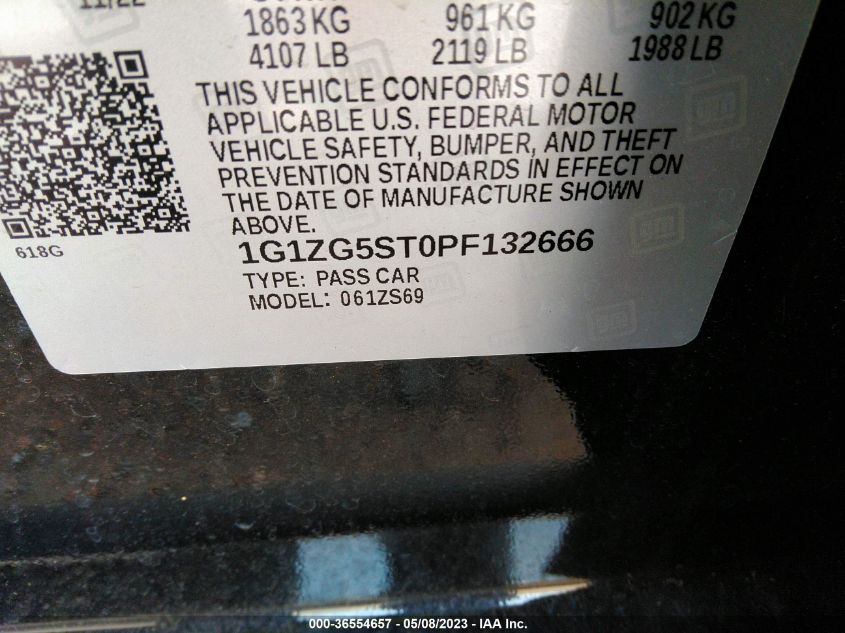 11/22
1863 KG 961 KG 902 KG
4107 LB 2119 LB 1988 LB
THIS VEHICLE CONFORMS TO ALL
APPLICABLE U.S. FEDERAL MOTOR
VEHICLE SAFETY, BUMPER, AND THEFT
PREVENTION STANDARDS IN EFFECT ON
THE DATE OF MANUFACTURE SHOWN
ABOVE.
618G
1G1ZG5ST0PF132666
TYPE: PASS CAR
MODEL: 061ZS69
000-36554657 - 05/08/2023 - IAA Inc.